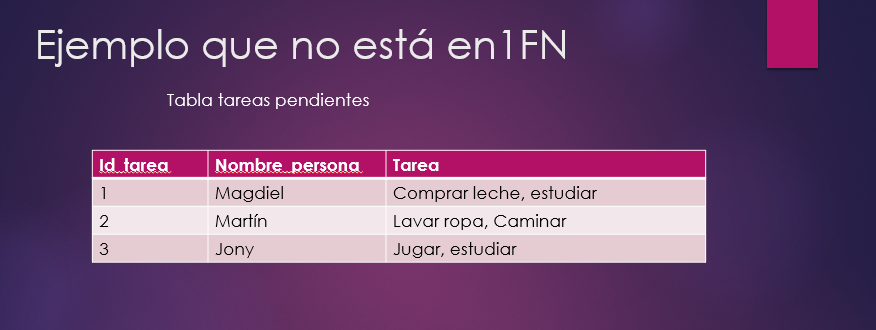 Ejemplo que no está en1FN
Tabla tareas pendientes
Id_tarea Nombre_persona Tarea
1 Magdiel Comprar leche, estudiar
2 Martín Lavar ropa, Caminar
3 Jony Jugar, estudiar